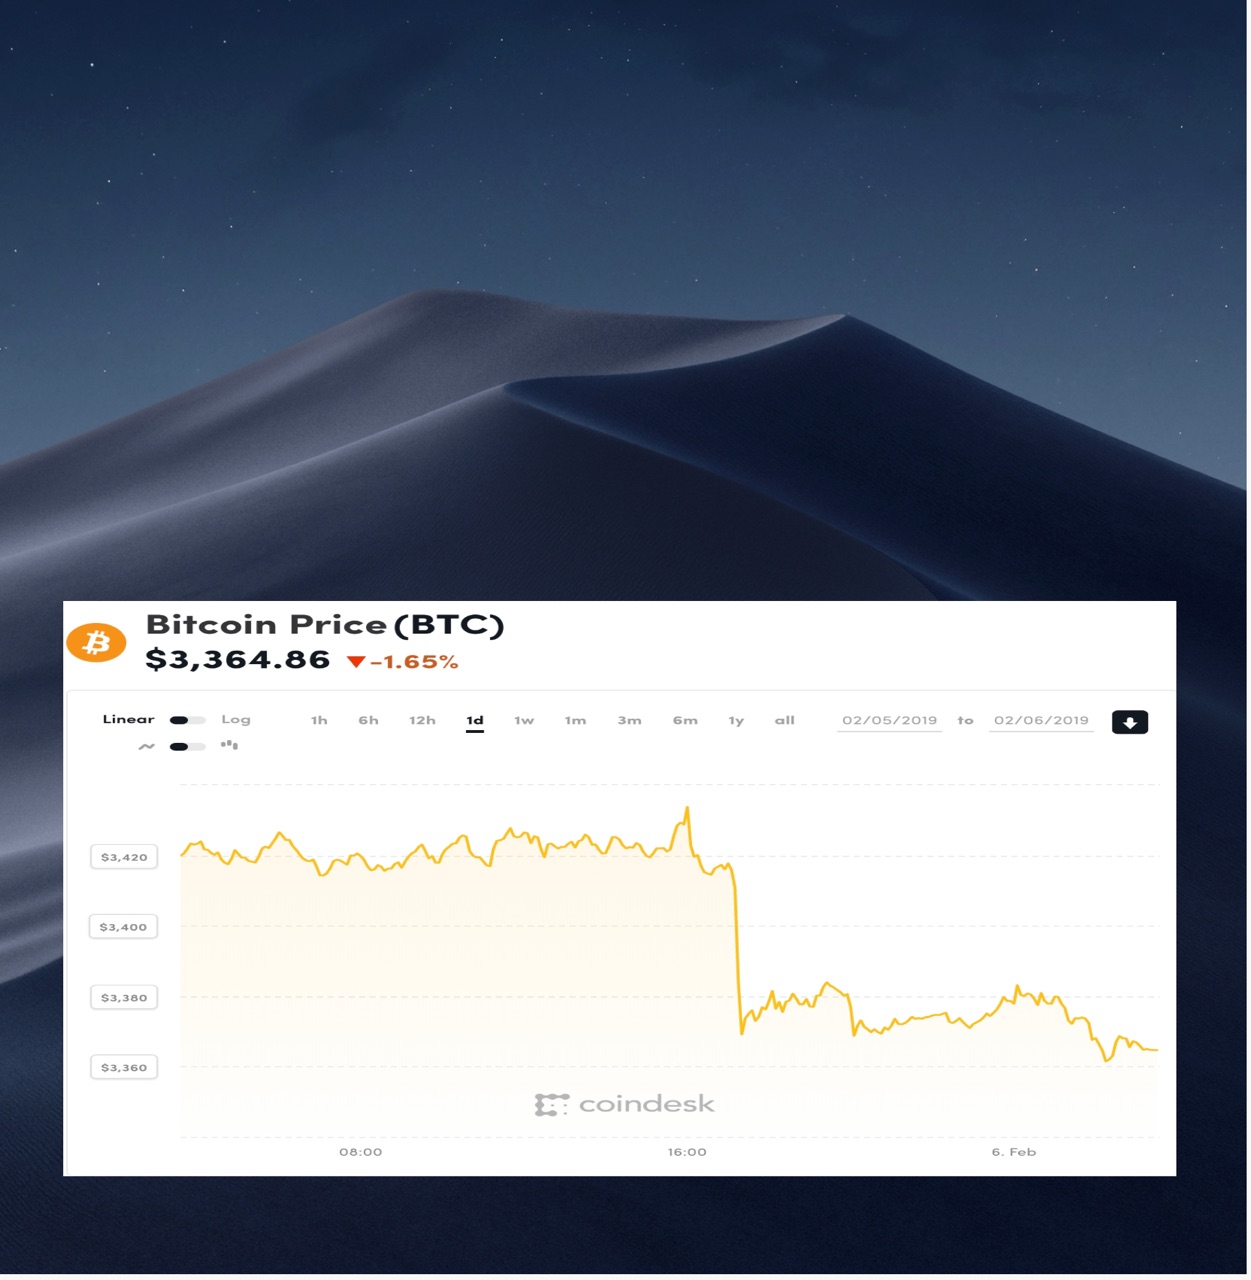 Bitcoin Price (BTC)
$3,364.86 ▼-1.65%
Linear Log 1h 6h 12h 1d 1w 1m 3m 6m 1y all 02/05/2019 to 02/06/2019
$3,420
$3,400
$3,380
$3,360
coindesk
08:00 16:00 6. Feb